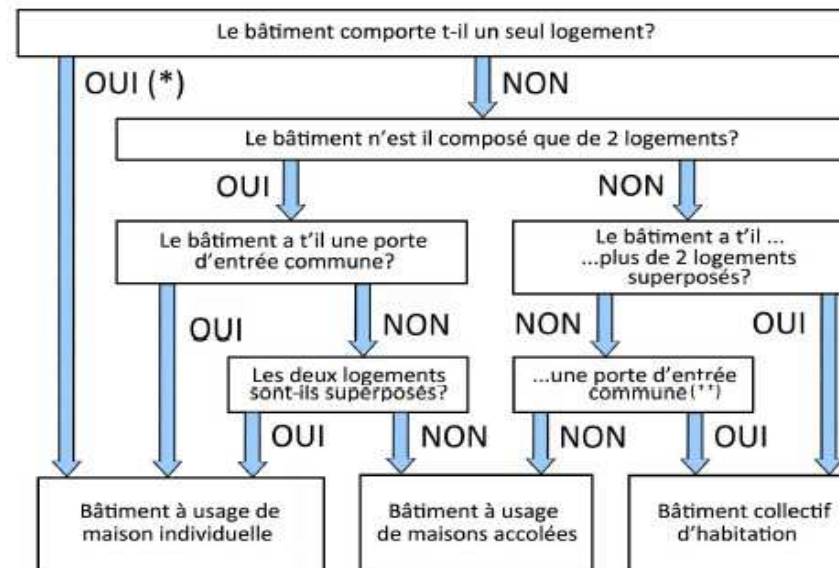 Le bâtiment comporte t-il un seul logement?
OUI (*)
NON
Le bâtiment n'est il composé que de 2 logements?
OUI
NON
Le bâtiment a t'il une porte
d'entrée commune?
Le bâtiment a t'il ...
...plus de 2 logements
superposés?
OUI
NON
NON
OUI
Les deux logements
sont-ils superposés?
...une porte d'entrée
commune(**)
OUI
NON
NON
OUI
Bâtiment à usage de
maison individuelle
Bâtiment à usage
de maisons accolées
Bâtiment collectif
d'habitation